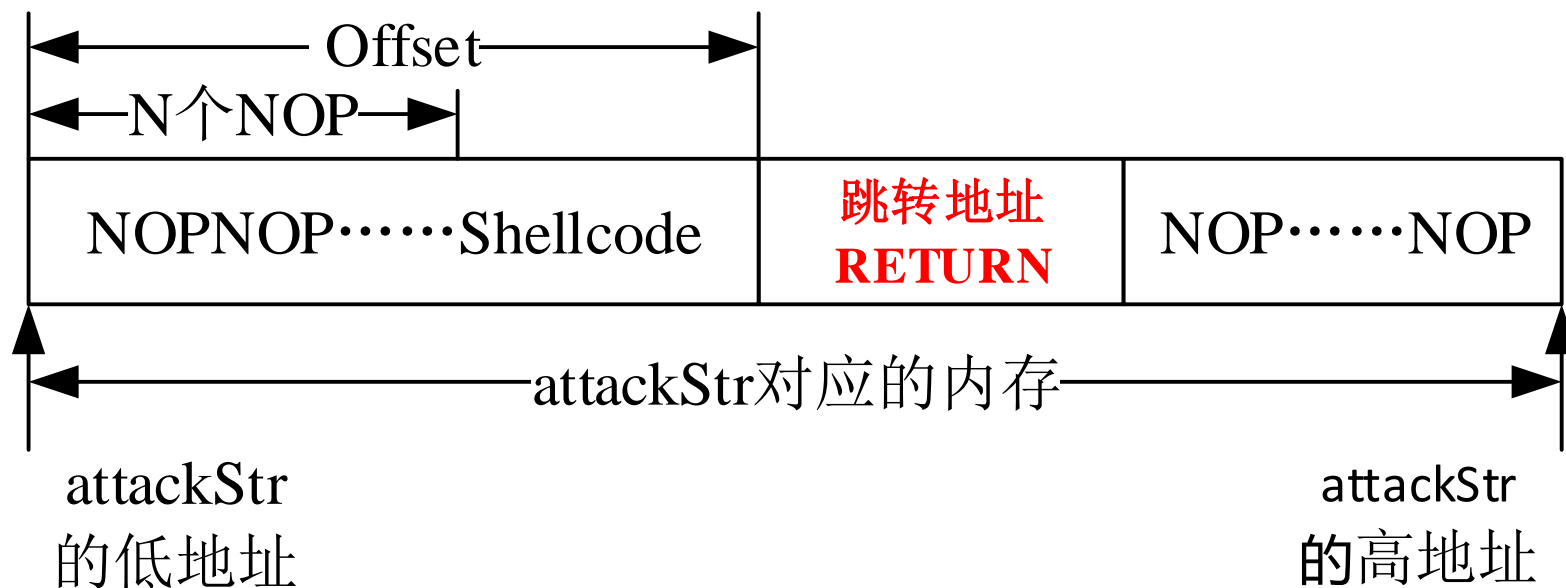 Offset
N个NOP
NOPNOP……Shellcode
跳转地址
RETURN
NOP……NOP
attackStr对应的内存
attackStr
的低地址
attackStr
的高地址